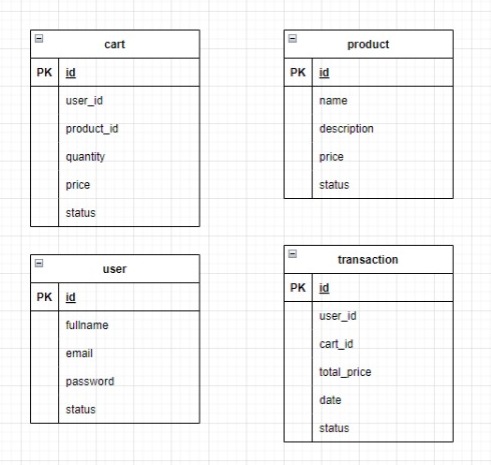 cart
PK id
user_id
product_id
quantity
price
status
product
PK id
name
description
price
status
user
PK id
fullname
email
password
status
transaction
PK id
user_id
cart_id
total_price
date
status